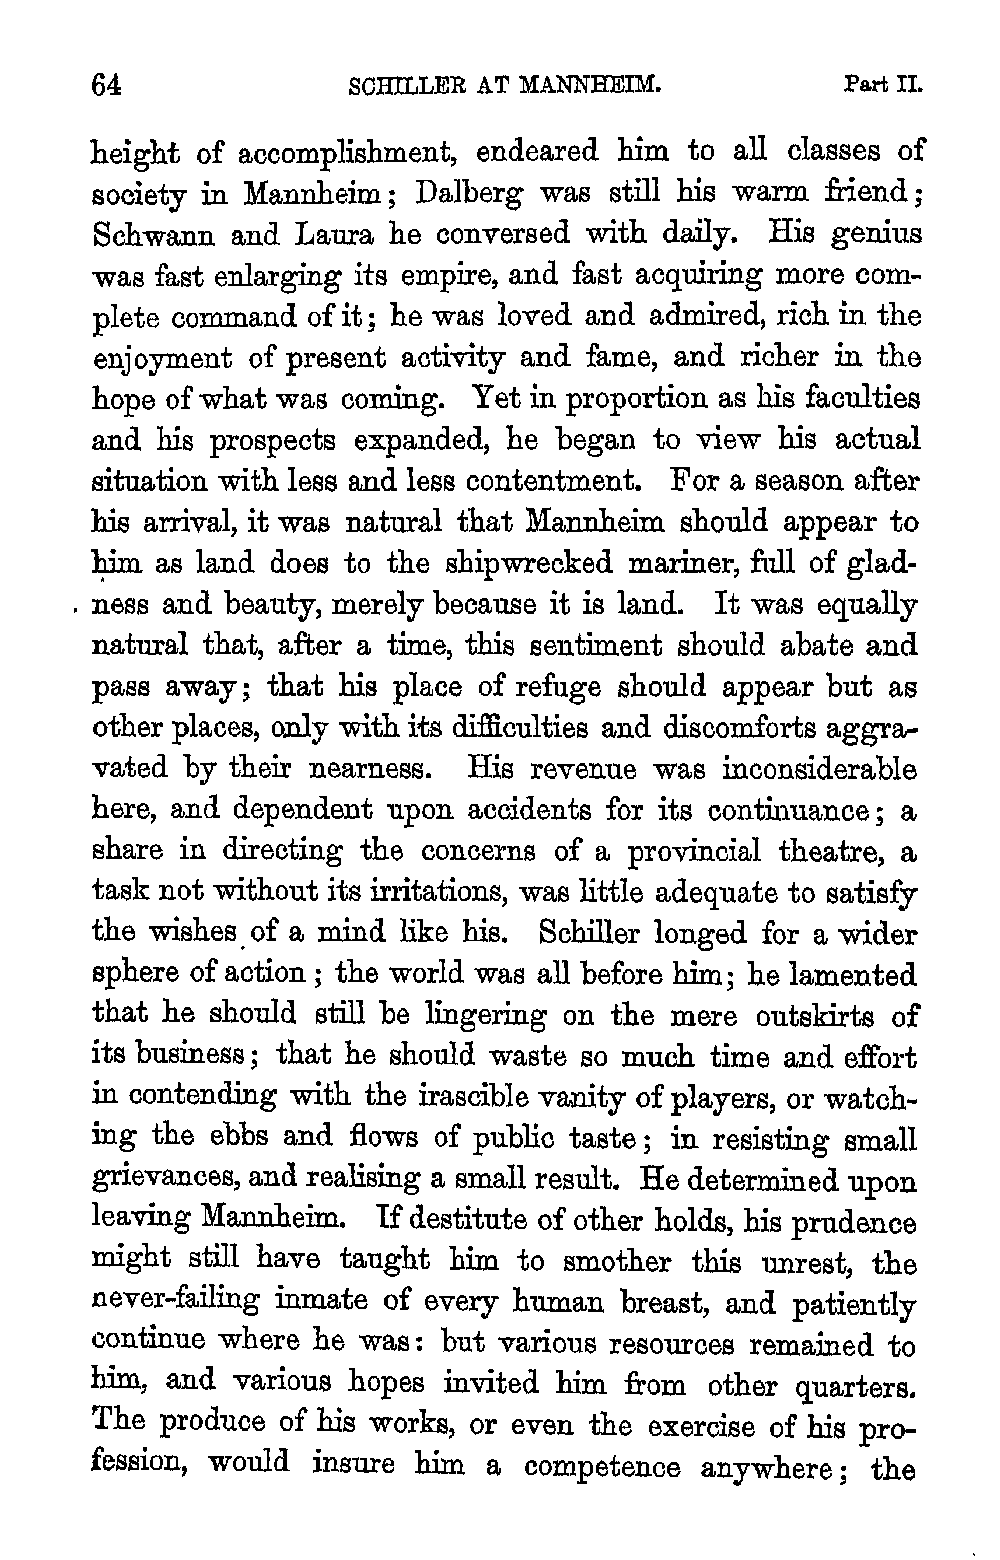 64 SCHILLER AT MANNHEIM. Part II.
height of accomplishment, endeared him to all classes of
society in Mannheim; Dalberg was still his warm friend;
Schwann and Laura he conversed with daily. His genius
was fast enlarging its empire, and fast acquiring more com-
plete command of it; he was loved and admired, rich in the
enjoyment of present activity and fame, and richer in the
hope of what was coming. Yet in proportion as his faculties
and his prospects expanded, he began to view his actual
situation with less and less contentment. For a season after
his arrival, it was natural that Mannheim should appear to
him as land does to the shipwrecked mariner, full of glad-
ness and beauty, merely because it is land. It was equally
natural that, after a time, this sentiment should abate and
pass away; that his place of refuge should appear but as
other places, only with its difficulties and discomforts aggra-
vated by their nearness. His revenue was inconsiderable
here, and dependent upon accidents for its continuance; a
share in directing the concerns of a provincial theatre, a
task not without its irritations, was little adequate to satisfy
the wishes of a mind like his. Schiller longed for a wider
sphere of action; the world was all before him; he lamented
that he should still be lingering on the mere outskirts of
its business; that he should waste so much time and effort
in contending with the irascible vanity of players, or watch-
ing the ebbs and flows of public taste; in resisting small
grievances, and realising a small result. He determined upon
leaving Mannheim. If destitute of other holds, his prudence
might still have taught him to smother this unrest, the
never-failing inmate of every human breast, and patiently
continue where he was: but various resources remained to
him, and various hopes invited him from other quarters.
The produce of his works, or even the exercise of his pro-
fession, would insure him a competence anywhere; the